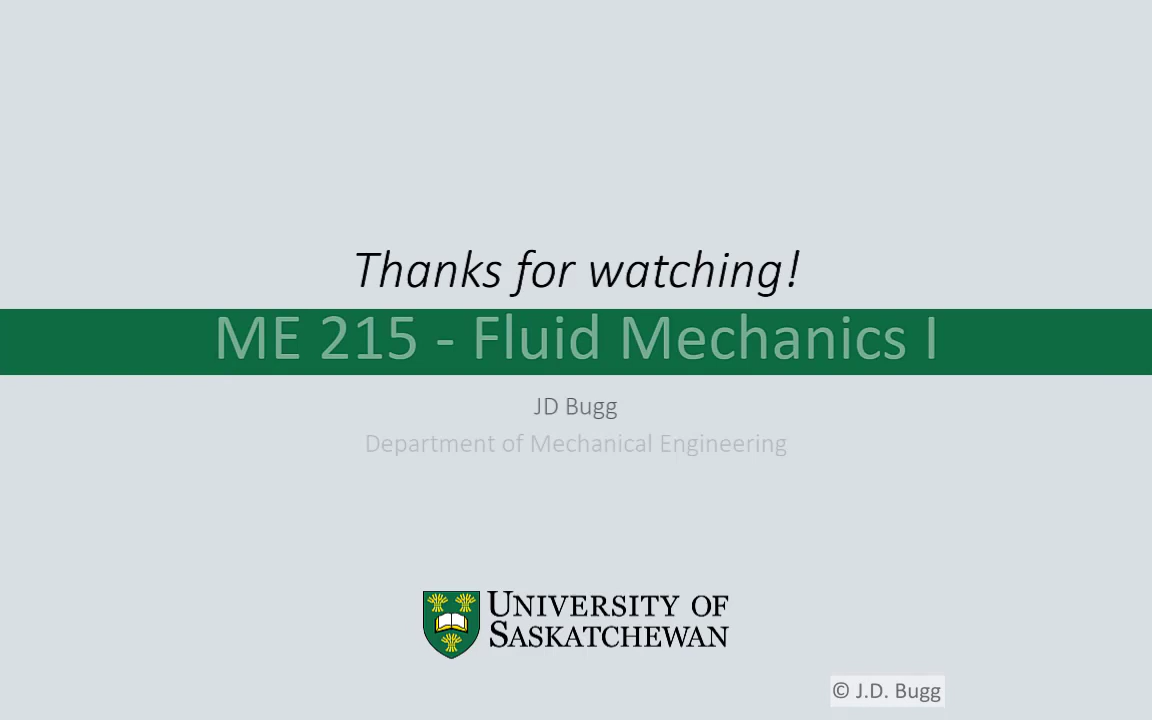 Thanks for watching!
ME 215 - Fluid Mechanics I
JD Bugg
Department of Mechanical Engineering
UNIVERSITY OF
SASKATCHEWAN
© J.D. Bugg